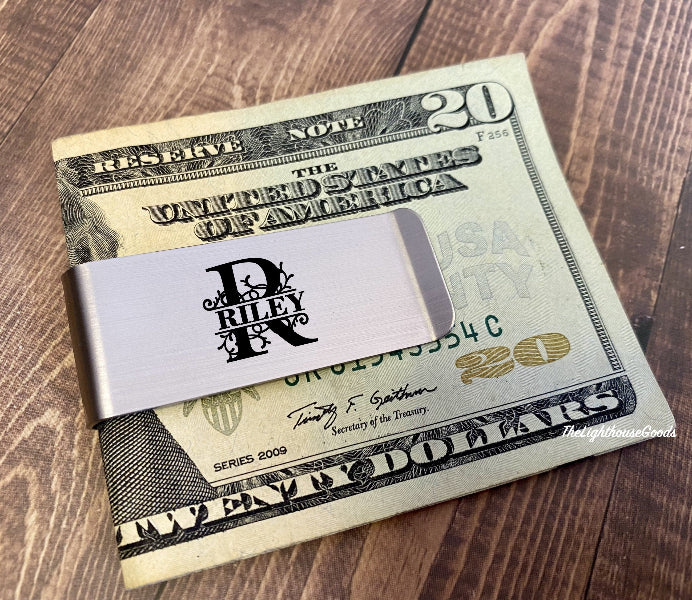 20
RESERVE NOTE
F 256
THE
UNITED STATES
OF AMERICA
USA
R
RILEY
20
Timothy F. Geithner
Secretary of the Treasury.
TheLighthouseGoods
SERIES 2009
TWENTY DOLLARS